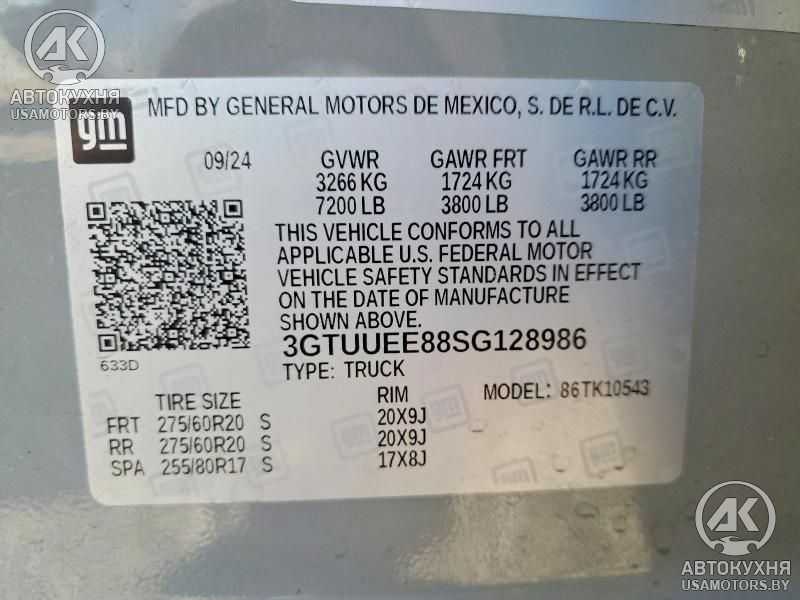 AK
АВТОКУХНЯ
USAMOTORS.BY
gm
MFD BY GENERAL MOTORS DE MEXICO, S. DE R.L. DE C.V.
09/24 GVWR GAWR FRT GAWR RR
3266 KG 1724 KG 1724 KG
7200 LB 3800 LB 3800 LB
THIS VEHICLE CONFORMS TO ALL
APPLICABLE U.S. FEDERAL MOTOR
VEHICLE SAFETY STANDARDS IN EFFECT
ON THE DATE OF MANUFACTURE
SHOWN ABOVE.
633D
3GTUUEE88SG128986
TYPE: TRUCK
MODEL: 86TK10543
TIRE SIZE RIM
FRT 275/60R20 S 20X9J
RR 275/60R20 S 20X9J
SPA 255/80R17 S 17X8J
AK
АВТОКУХНЯ
USAMOTORS.BY